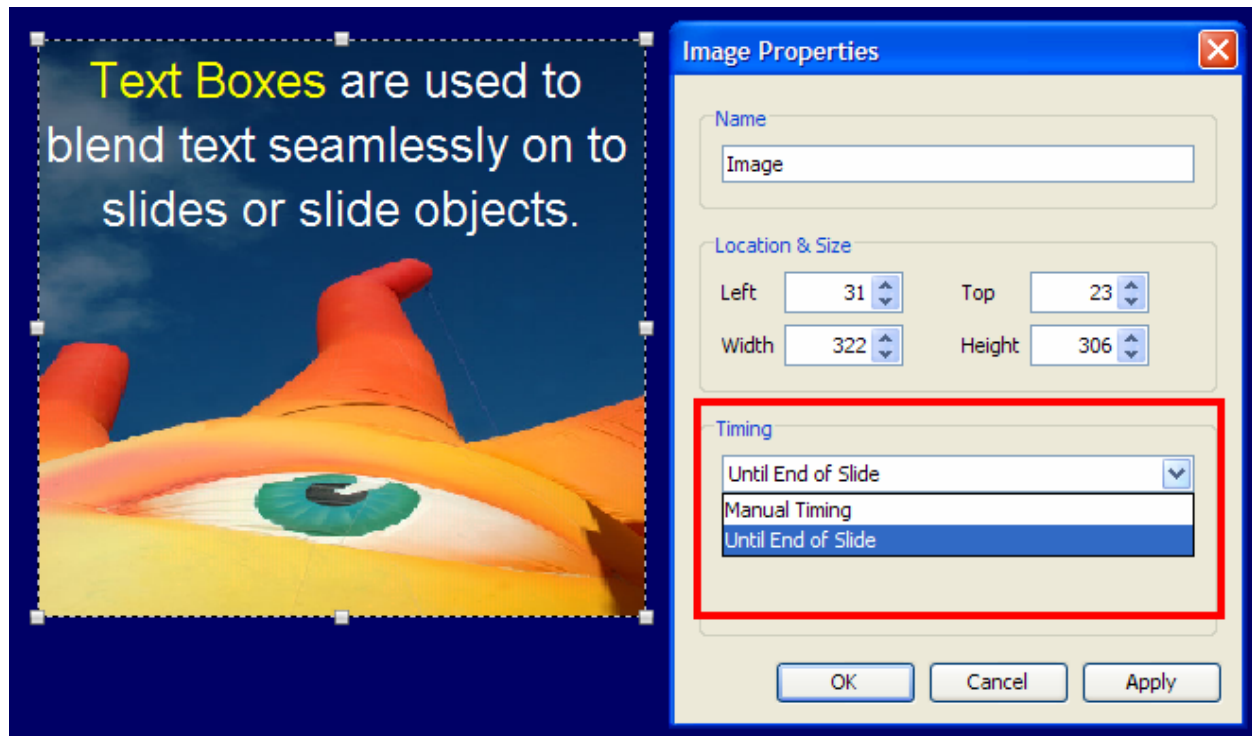 Text Boxes are used to
blend text seamlessly on to
slides or slide objects.
Image Properties
Name
Image
Location & Size
Left 31 Top 23
Width 322 Height 306
Timing
Until End of Slide
Manual Timing
Until End of Slide
OK Cancel Apply